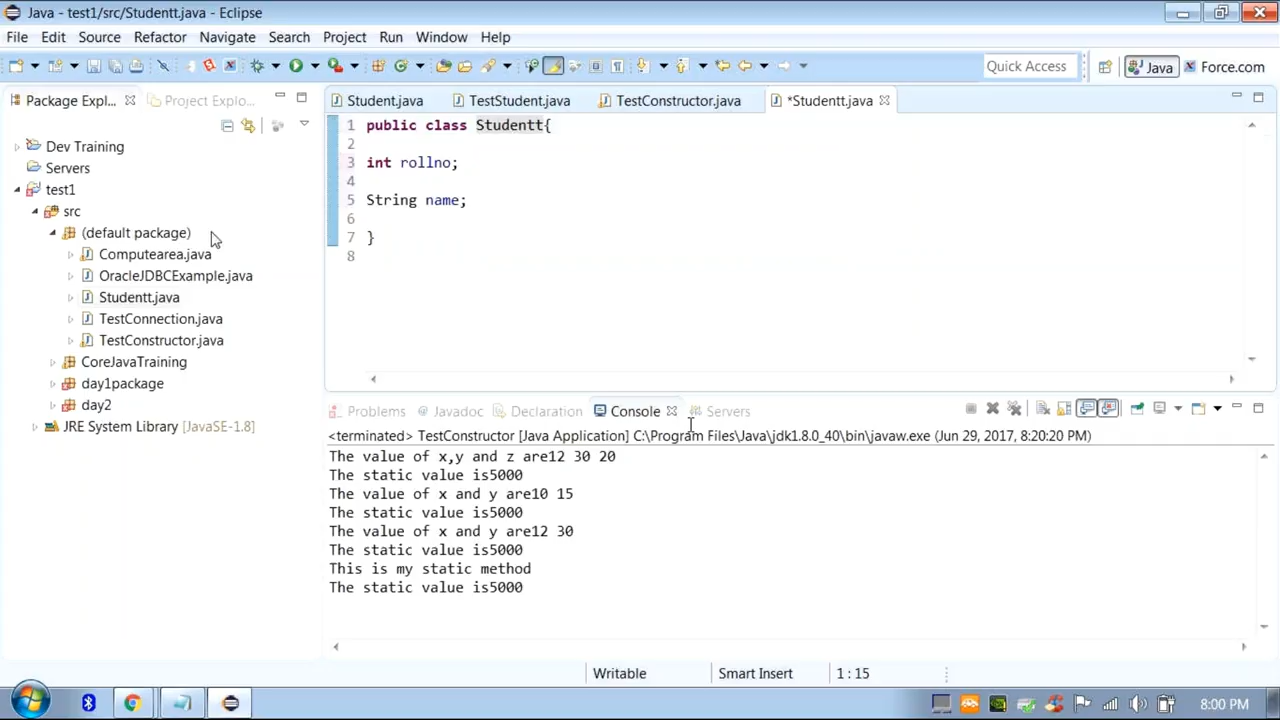 Java - test1/src/Studentt.java - Eclipse
File Edit Source Refactor Navigate Search Project Run Window Help
Quick Access Java Force.com
Package Expl... Project Explo...
Dev Training
Servers
test1
src
(default package)
Computearea.java
OracleJDBCExample.java
Studentt.java
TestConnection.java
TestConstructor.java
CoreJavaTraining
day1package
day2
JRE System Library [JavaSE-1.8]
Student.java TestStudent.java TestConstructor.java *Studentt.java
1 public class Studentt{
2
3 int rollno;
4
5 String name;
6
7 }
8
Problems @ Javadoc Declaration Console Servers
<terminated> TestConstructor [Java Application] C:\Program Files\Java\jdk1.8.0_40\bin\javaw.exe (Jun 29, 2017, 8:20:20 PM)
The value of x,y and z are12 30 20
The static value is5000
The value of x and y are10 15
The static value is5000
The value of x and y are12 30
The static value is5000
This is my static method
The static value is5000
Writable Smart Insert 1 : 15
8:00 PM